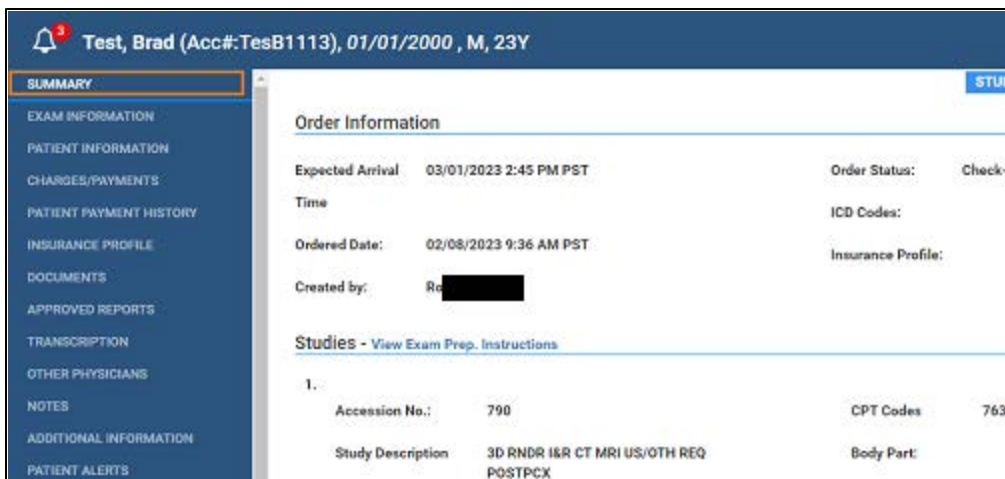 3
Test, Brad (Acc#:TesB1113), 01/01/2000 , M, 23Y
SUMMARY
EXAM INFORMATION
PATIENT INFORMATION
CHARGES/PAYMENTS
PATIENT PAYMENT HISTORY
INSURANCE PROFILE
DOCUMENTS
APPROVED REPORTS
TRANSCRIPTION
OTHER PHYSICIANS
NOTES
ADDITIONAL INFORMATION
PATIENT ALERTS
Order Information
Expected Arrival 03/01/2023 2:45 PM PST
Time
Ordered Date: 02/08/2023 9:36 AM PST
Created by:
Order Status:
ICD Codes:
Insurance Profile:
Studies - View Exam Prep. Instructions
1.
Accession No.: 790 CPT Codes
Study Description 3D RNDR I&R CT MRI US/OTH REQ Body Part:
POSTPCX